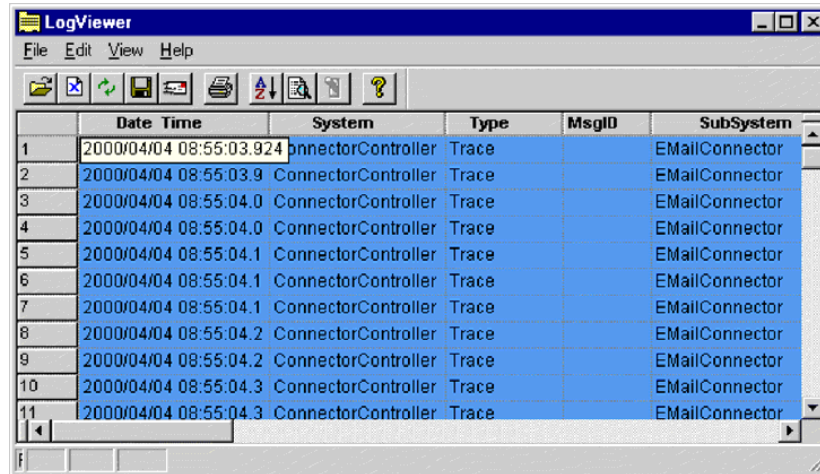 LogViewer
File Edit View Help
Date Time System Type MsgID SubSystem
1 2000/04/04 08:55:03.924 onnectorController Trace EMailConnector
2 2000/04/04 08:55:03.9 ConnectorController Trace EMailConnector
3 2000/04/04 08:55:04.0 ConnectorController Trace EMailConnector
4 2000/04/04 08:55:04.0 ConnectorController Trace EMailConnector
5 2000/04/04 08:55:04.1 ConnectorController Trace EMailConnector
6 2000/04/04 08:55:04.1 ConnectorController Trace EMailConnector
7 2000/04/04 08:55:04.1 ConnectorController Trace EMailConnector
8 2000/04/04 08:55:04.2 ConnectorController Trace EMailConnector
9 2000/04/04 08:55:04.2 ConnectorController Trace EMailConnector
10 2000/04/04 08:55:04.3 ConnectorController Trace EMailConnector
11 2000/04/04 08:55:04.3 ConnectorController Trace EMailConnector